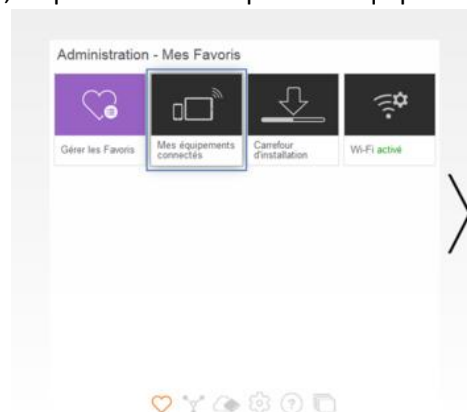 Administration - Mes Favoris
Gérer les Favoris
Mes équipements
connectés
Carrefour
d'installation
Wi-Fi activé